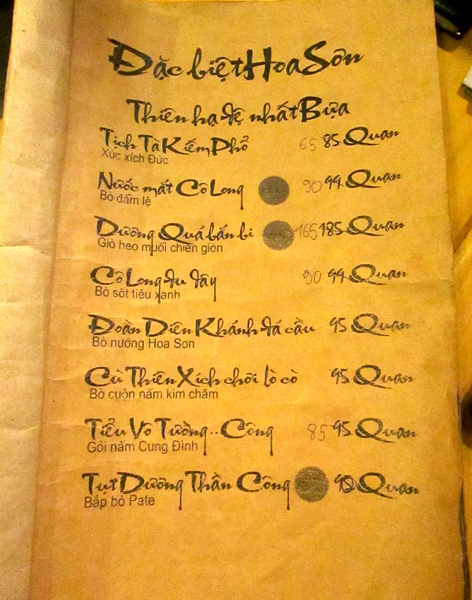 Đặc biệt Hoa Sơn
Thiên hạ đệ nhất Bựa
Tịch Tà Kiếm Phổ 65 85 Quan
Xúc xích Đức
Nước mắt Cô Long 90 99 Quan
Bò đẫm lệ
Dương Quá bắn bi 165 185 Quan
Giò heo muối chiên giòn
Cô Long đu dây 90 99 Quan
Bò sốt tiêu xanh
Đoàn Diên Khánh đá cầu 95 Quan
Bò nướng Hoa Son
Cừ Thiên Xích chơi lò cò 95 Quan
Bò cuộn nấm kim châm
Tiểu Vô Tướng.. Công 85 95 Quan
Gỏi nấm Cung Đình
Tụt Dương Thần Công Quan
Bắp bò Pate